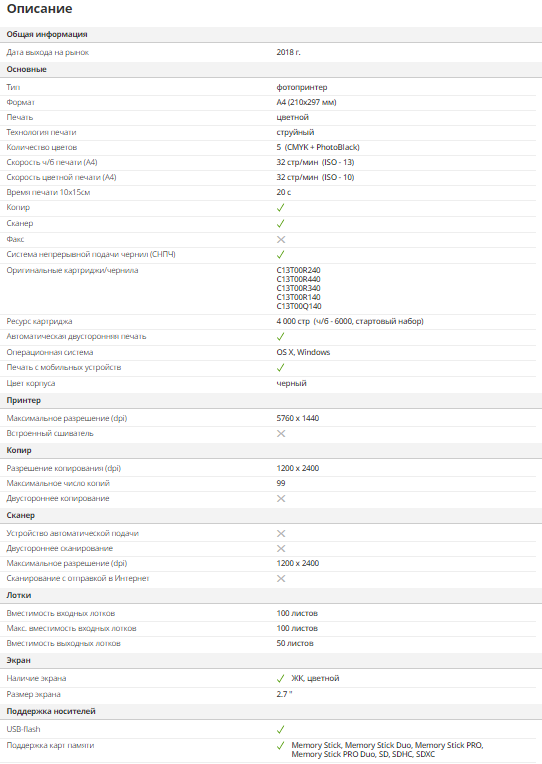 Описание
Общая информация
Дата выхода на рынок 2018 г.
Основные
Тип фотопринтер
Формат A4 (210x297 мм)
Печать цветной
Технология печати струйный
Количество цветов 5 (CMYK + PhotoBlack)
Скорость ч/б печати (A4) 32 стр/мин (ISO - 13)
Скорость цветной печати (A4) 32 стр/мин (ISO - 10)
Время печати 10x15см 20 с
Копир
Сканер
Факс
Система непрерывной подачи чернил (СНПЧ)
Оригинальные картриджи/чернила C13T00R240
C13T00R440
C13T00R340
C13T00R140
C13T00Q140
Ресурс картриджа 4 000 стр (ч/б - 6000, стартовый набор)
Автоматическая двусторонняя печать
Операционная система OS X, Windows
Печать с мобильных устройств
Цвет корпуса черный
Принтер
Максимальное разрешение (dpi) 5760 x 1440
Встроенный сшиватель
Копир
Разрешение копирования (dpi) 1200 x 2400
Максимальное число копий 99
Двустороннее копирование
Сканер
Устройство автоматической подачи
Двустороннее сканирование
Максимальное разрешение (dpi) 1200 x 2400
Сканирование с отправкой в Интернет
Лотки
Вместимость входных лотков 100 листов
Макс. вместимость входных лотков 100 листов
Вместимость выходных лотков 50 листов
Экран
Наличие экрана ЖК, цветной
Размер экрана 2.7 "
Поддержка носителей
USB-flash
Поддержка карт памяти Memory Stick, Memory Stick Duo, Memory Stick PRO,
Memory Stick PRO Duo, SD, SDHC, SDXC